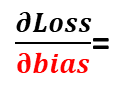 ∂Loss
∂bias =